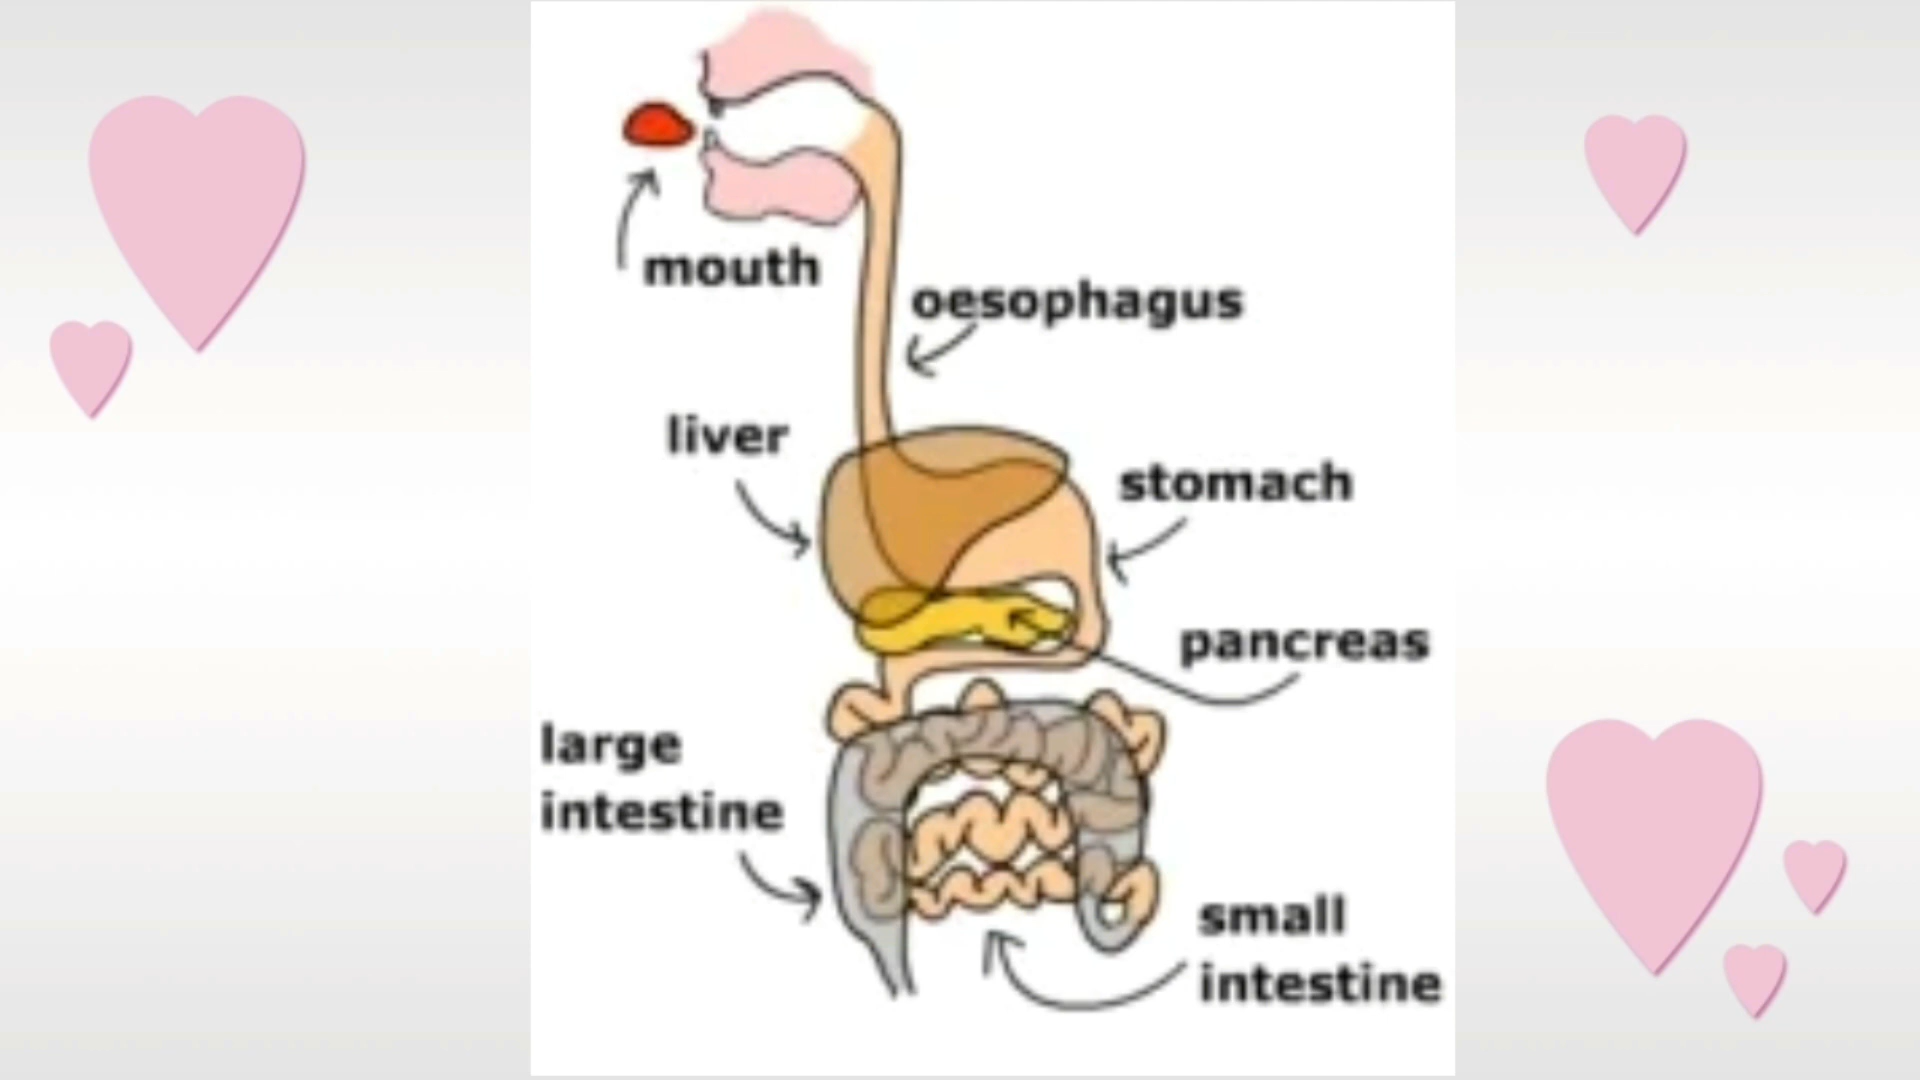 mouth
oesophagus
liver
stomach
pancreas
large
intestine
small
intestine